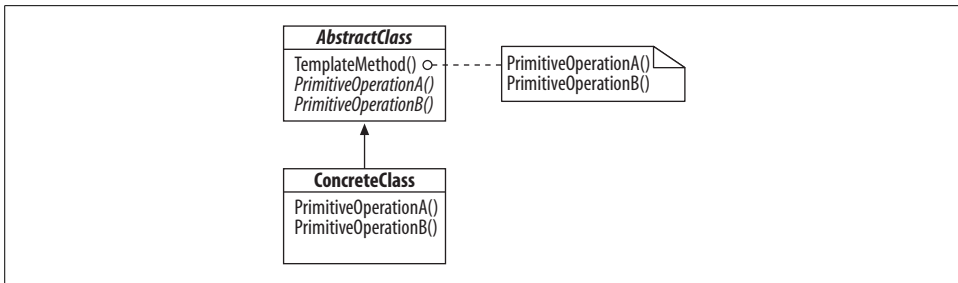 AbstractClass
TemplateMethod()
PrimitiveOperationA()
PrimitiveOperationB()
PrimitiveOperationA()
PrimitiveOperationB()
ConcreteClass
PrimitiveOperationA()
PrimitiveOperationB()